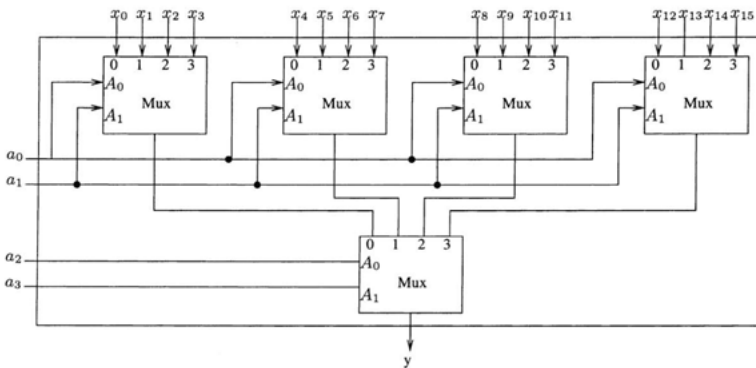 x₀ x₁ x₂ x₃ x₄ x₅ x₆ x₇ x₈ x₉ x₁₀ x₁₁ x₁₂ x₁₃ x₁₄ x₁₅
0 1 2 3 0 1 2 3 0 1 2 3 0 1 2 3
A₀ A₀ A₀ A₀
Mux Mux Mux Mux
A₁ A₁ A₁ A₁
a₀
a₁
0 1 2 3
a₂ A₀
Mux
a₃ A₁
y